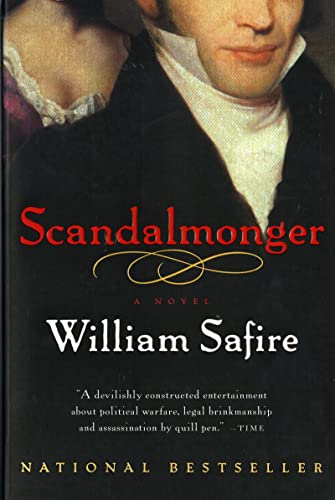 Scandalmonger
A NOVEL
William Safire
"A devilishly constructed entertainment
about political warfare, legal brinkmanship
and assassination by quill pen." —TIME
NATIONAL BESTSELLER